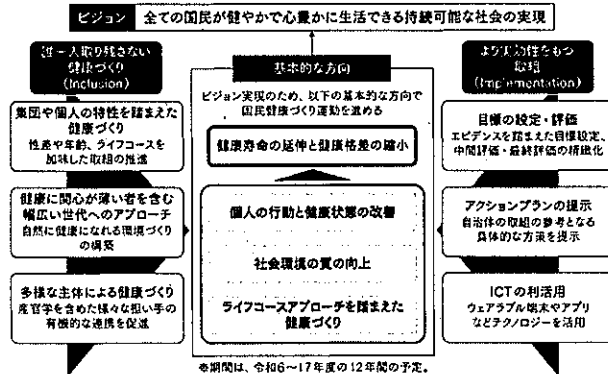 ビジョン 全ての国民が健やかで心豊かに生活できる持続可能な社会の実現
誰一人取り残さない
健康づくり
(Inclusion)
集団や個人の特性を踏まえた
健康づくり
性差や年齢、ライフコースを
加味した取組の推進
健康に関心が薄い者を含む
幅広い世代へのアプローチ
自然に健康になれる環境づくり
の構築
多様な主体による健康づくり
産官学を含めた様々な担い手の
有機的な連携を促進
基本的な方向
ビジョン実現のため、以下の基本的な方向で
国民健康づくり運動を進める
健康寿命の延伸と健康格差の縮小
個人の行動と健康状態の改善
社会環境の質の向上
ライフコースアプローチを踏まえた
健康づくり
より実効性をもつ
取組
(Implementation)
目標の設定・評価
エビデンスを踏まえた目標設定、
中間評価・最終評価の精緻化
アクションプランの提示
自治体の取組の参考となる
具体的な方策を提示
ICTの利活用
ウェアラブル端末やアプリ
などテクノロジーを活用
※期間は、令和6〜17年度の12年間の予定。